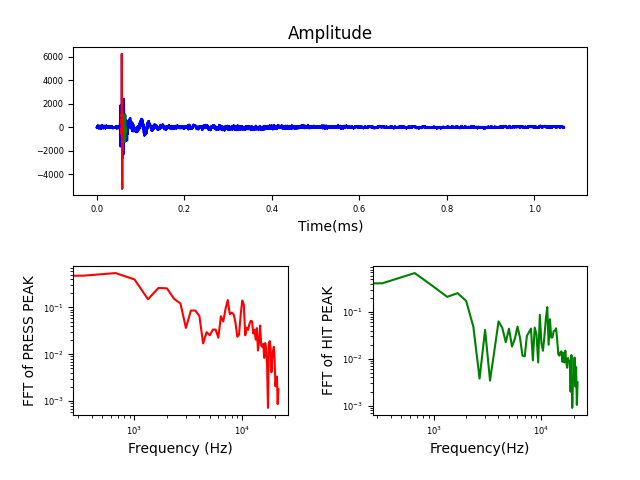 Amplitude
6000
4000
2000
0
−2000
−4000
0.0 0.2 0.4 0.6 0.8 1.0
Time(ms)
FFT of PRESS PEAK
10⁻¹
10⁻²
10⁻³
10³ 10⁴
Frequency (Hz)
FFT of HIT PEAK
10⁻¹
10⁻²
10⁻³
10³ 10⁴
Frequency(Hz)